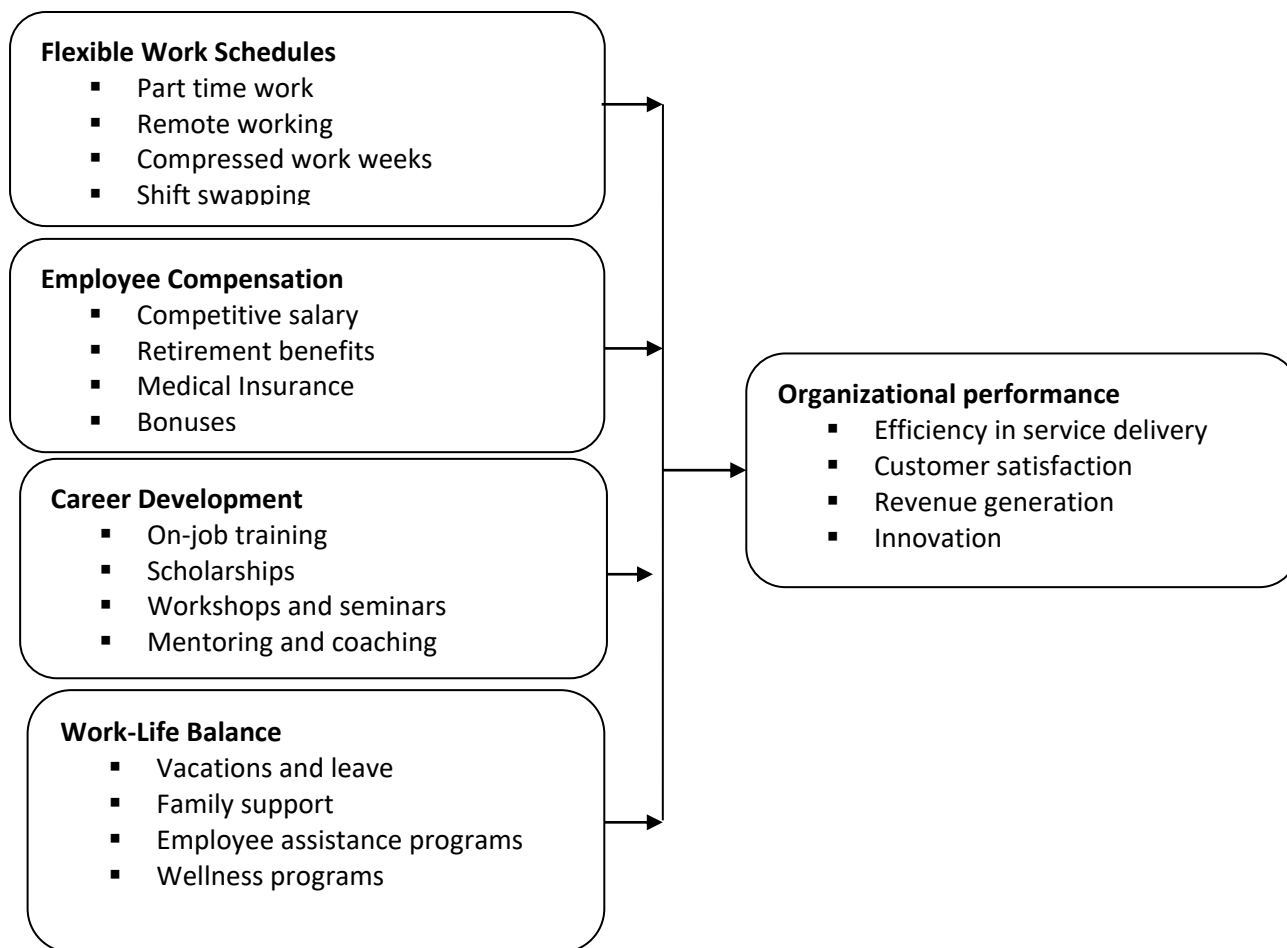 Flexible Work Schedules
▪ Part time work
▪ Remote working
▪ Compressed work weeks
▪ Shift swapping
Employee Compensation
▪ Competitive salary
▪ Retirement benefits
▪ Medical Insurance
▪ Bonuses
Career Development
▪ On-job training
▪ Scholarships
▪ Workshops and seminars
▪ Mentoring and coaching
Work-Life Balance
▪ Vacations and leave
▪ Family support
▪ Employee assistance programs
▪ Wellness programs
Organizational performance
▪ Efficiency in service delivery
▪ Customer satisfaction
▪ Revenue generation
▪ Innovation